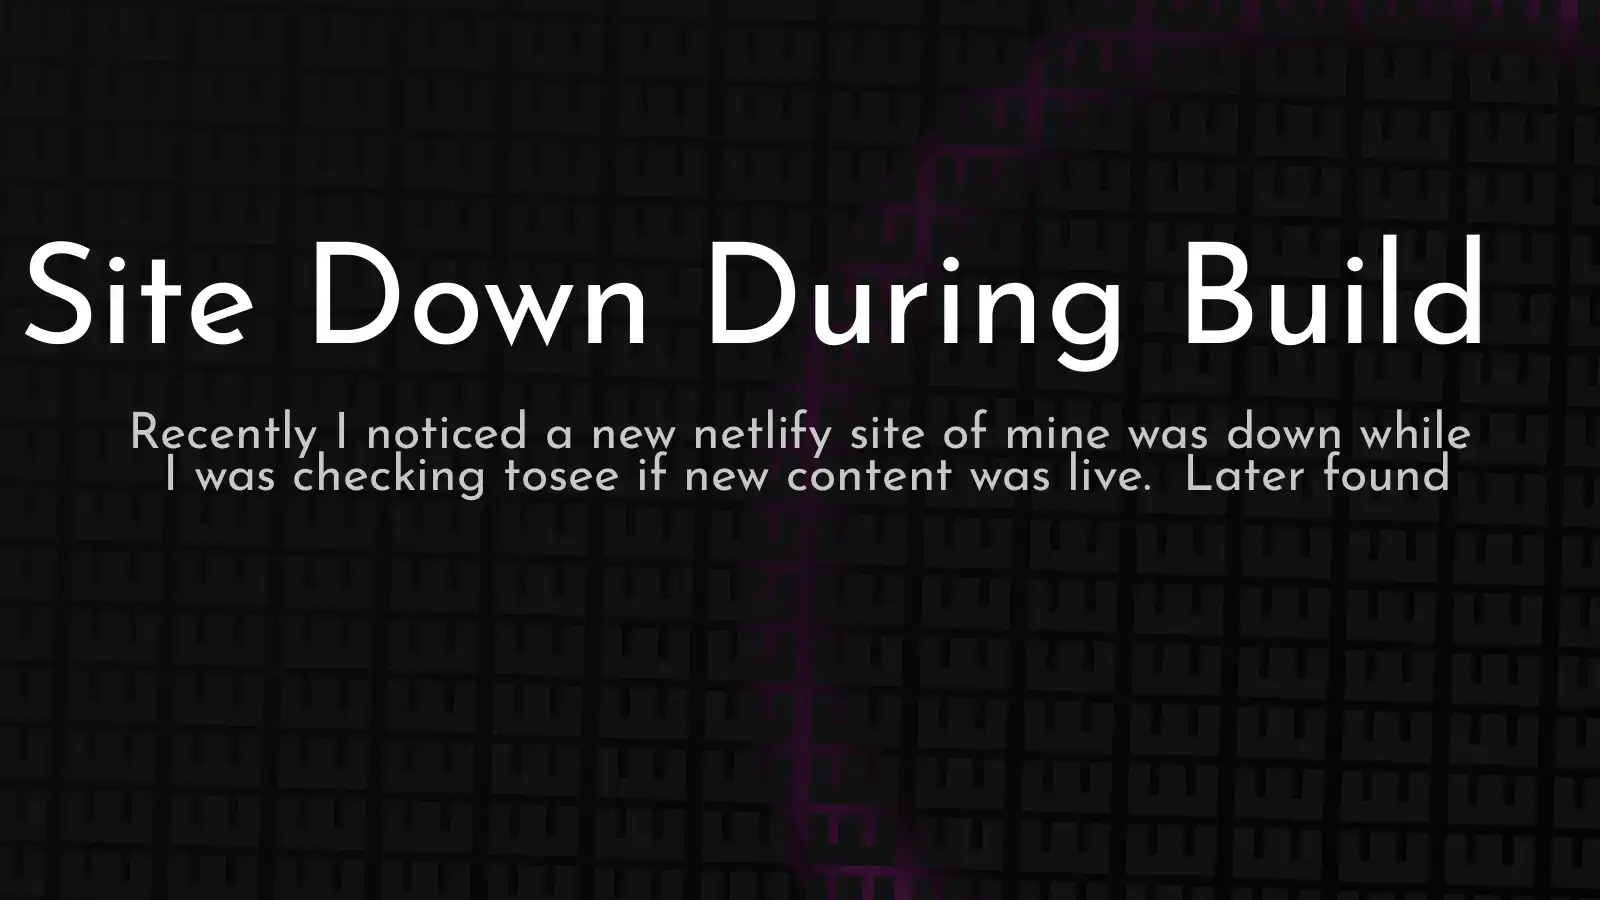 Site Down During Build
Recently I noticed a new netlify site of mine was down while
I was checking tosee if new content was live.  Later found